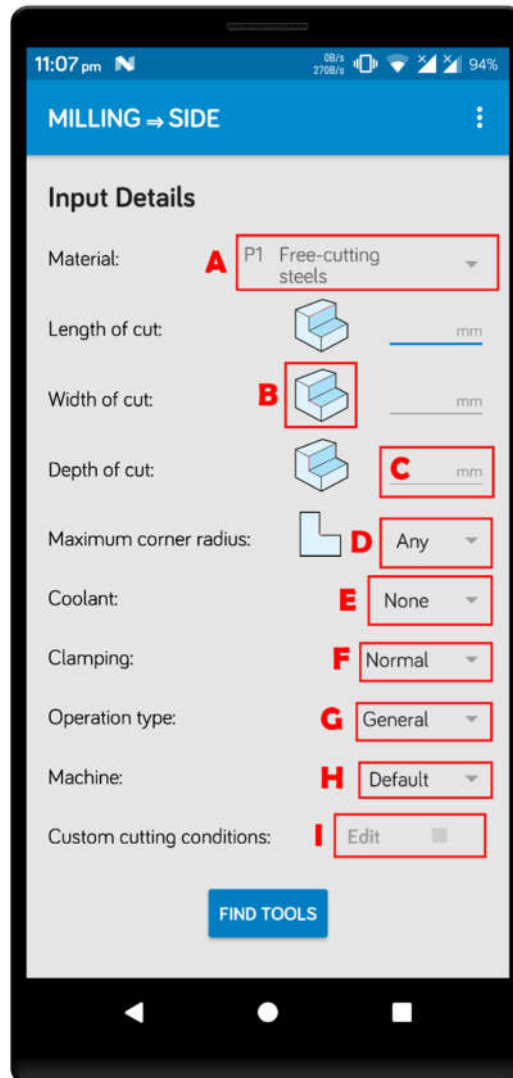 11:07 pm N 0B/s 270B/s 94%
MILLING ⇒ SIDE
Input Details
Material: A P1 Free-cutting
steels
Length of cut: mm
Width of cut: B mm
Depth of cut: C mm
Maximum corner radius: D Any
Coolant: E None
Clamping: F Normal
Operation type: G General
Machine: H Default
Custom cutting conditions: I Edit
FIND TOOLS